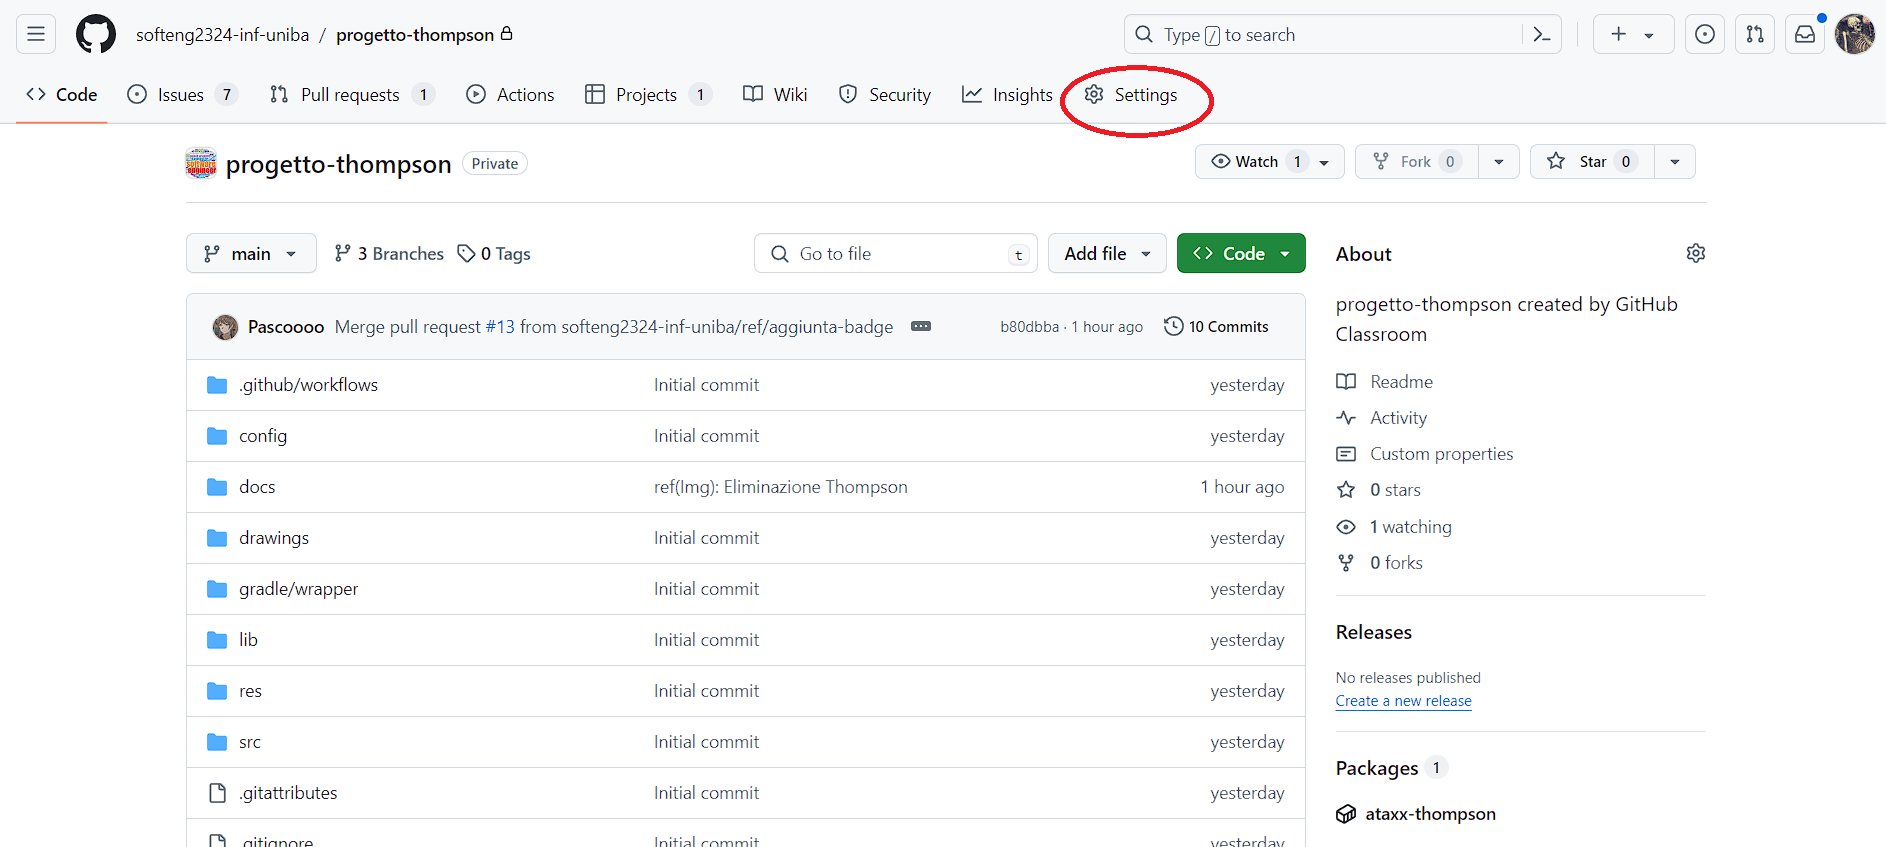 softeng2324-inf-uniba / progetto-thompson
Type / to search
Code
Issues 7
Pull requests 1
Actions
Projects 1
Wiki
Security
Insights
Settings
progetto-thompson Private
Watch 1
Fork 0
Star 0
main
3 Branches
0 Tags
Go to file t
Add file
Code
Pascoooo Merge pull request #13 from softeng2324-inf-uniba/ref/aggiunta-badge
b80dbba · 1 hour ago
10 Commits
.github/workflows Initial commit yesterday
config Initial commit yesterday
docs ref(Img): Eliminazione Thompson 1 hour ago
drawings Initial commit yesterday
gradle/wrapper Initial commit yesterday
lib Initial commit yesterday
res Initial commit yesterday
src Initial commit yesterday
.gitattributes Initial commit yesterday
.gitignore Initial commit yesterday
About
progetto-thompson created by GitHub
Classroom
Readme
Activity
Custom properties
0 stars
1 watching
0 forks
Releases
No releases published
Create a new release
Packages 1
ataxx-thompson